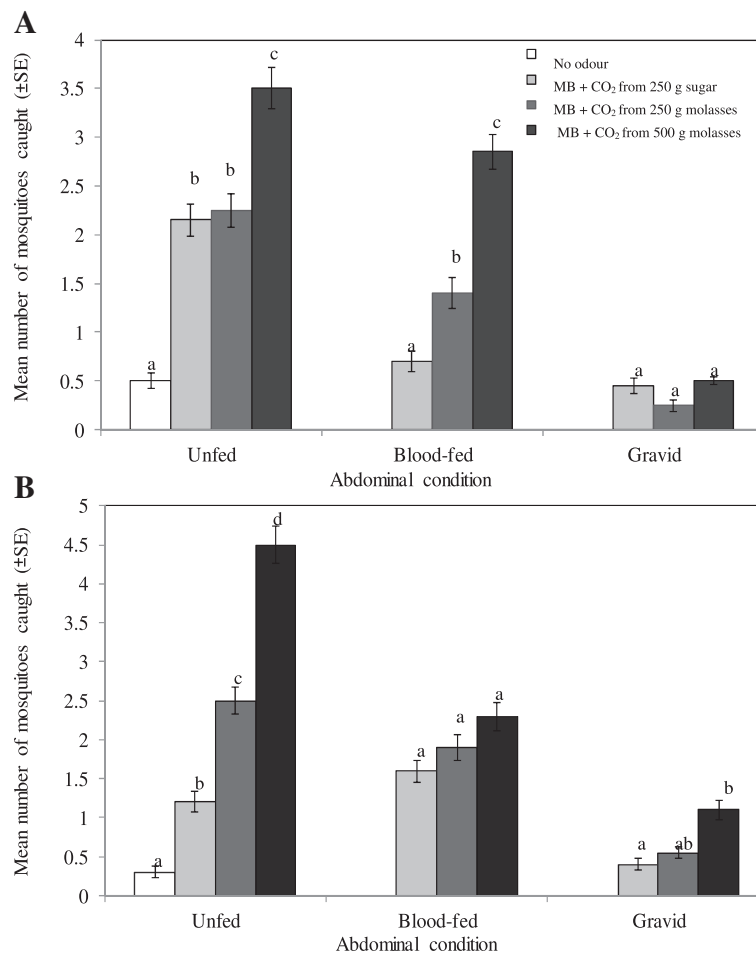 A
Mean number of mosquitoes caught (±SE)
4
3.5
3
2.5
2
1.5
1
0.5
0
No odour
MB + CO₂ from 250 g sugar
MB + CO₂ from 250 g molasses
MB + CO₂ from 500 g molasses
a
b
b
c
a
b
c
a
a
a
Unfed
Blood-fed
Gravid
Abdominal condition
B
Mean number of mosquitoes caught (±SE)
5
4.5
4
3.5
3
2.5
2
1.5
1
0.5
0
a
b
c
d
a
a
a
a
ab
b
Unfed
Blood-fed
Gravid
Abdominal condition